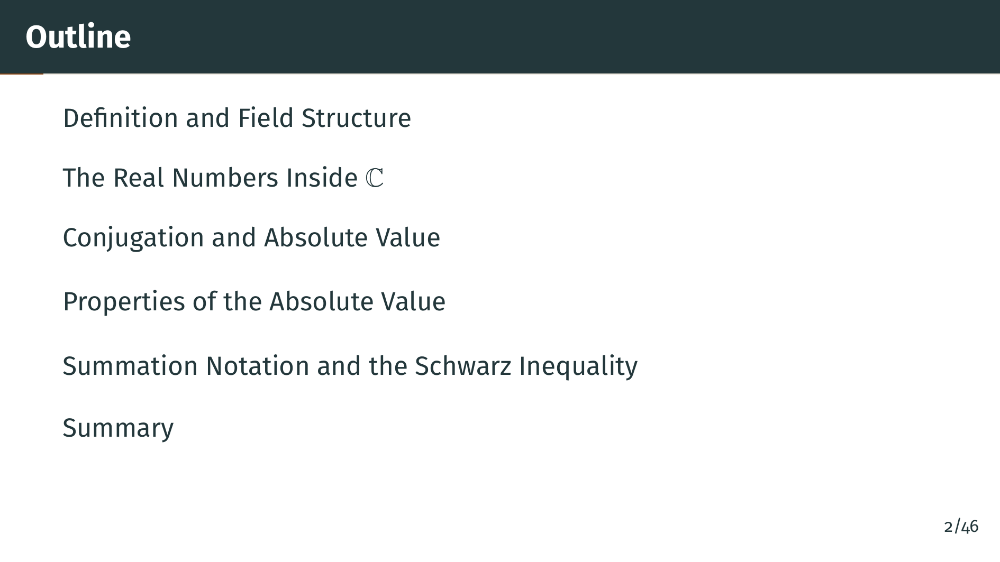 Outline
Definition and Field Structure
The Real Numbers Inside ℂ
Conjugation and Absolute Value
Properties of the Absolute Value
Summation Notation and the Schwarz Inequality
Summary
2/46